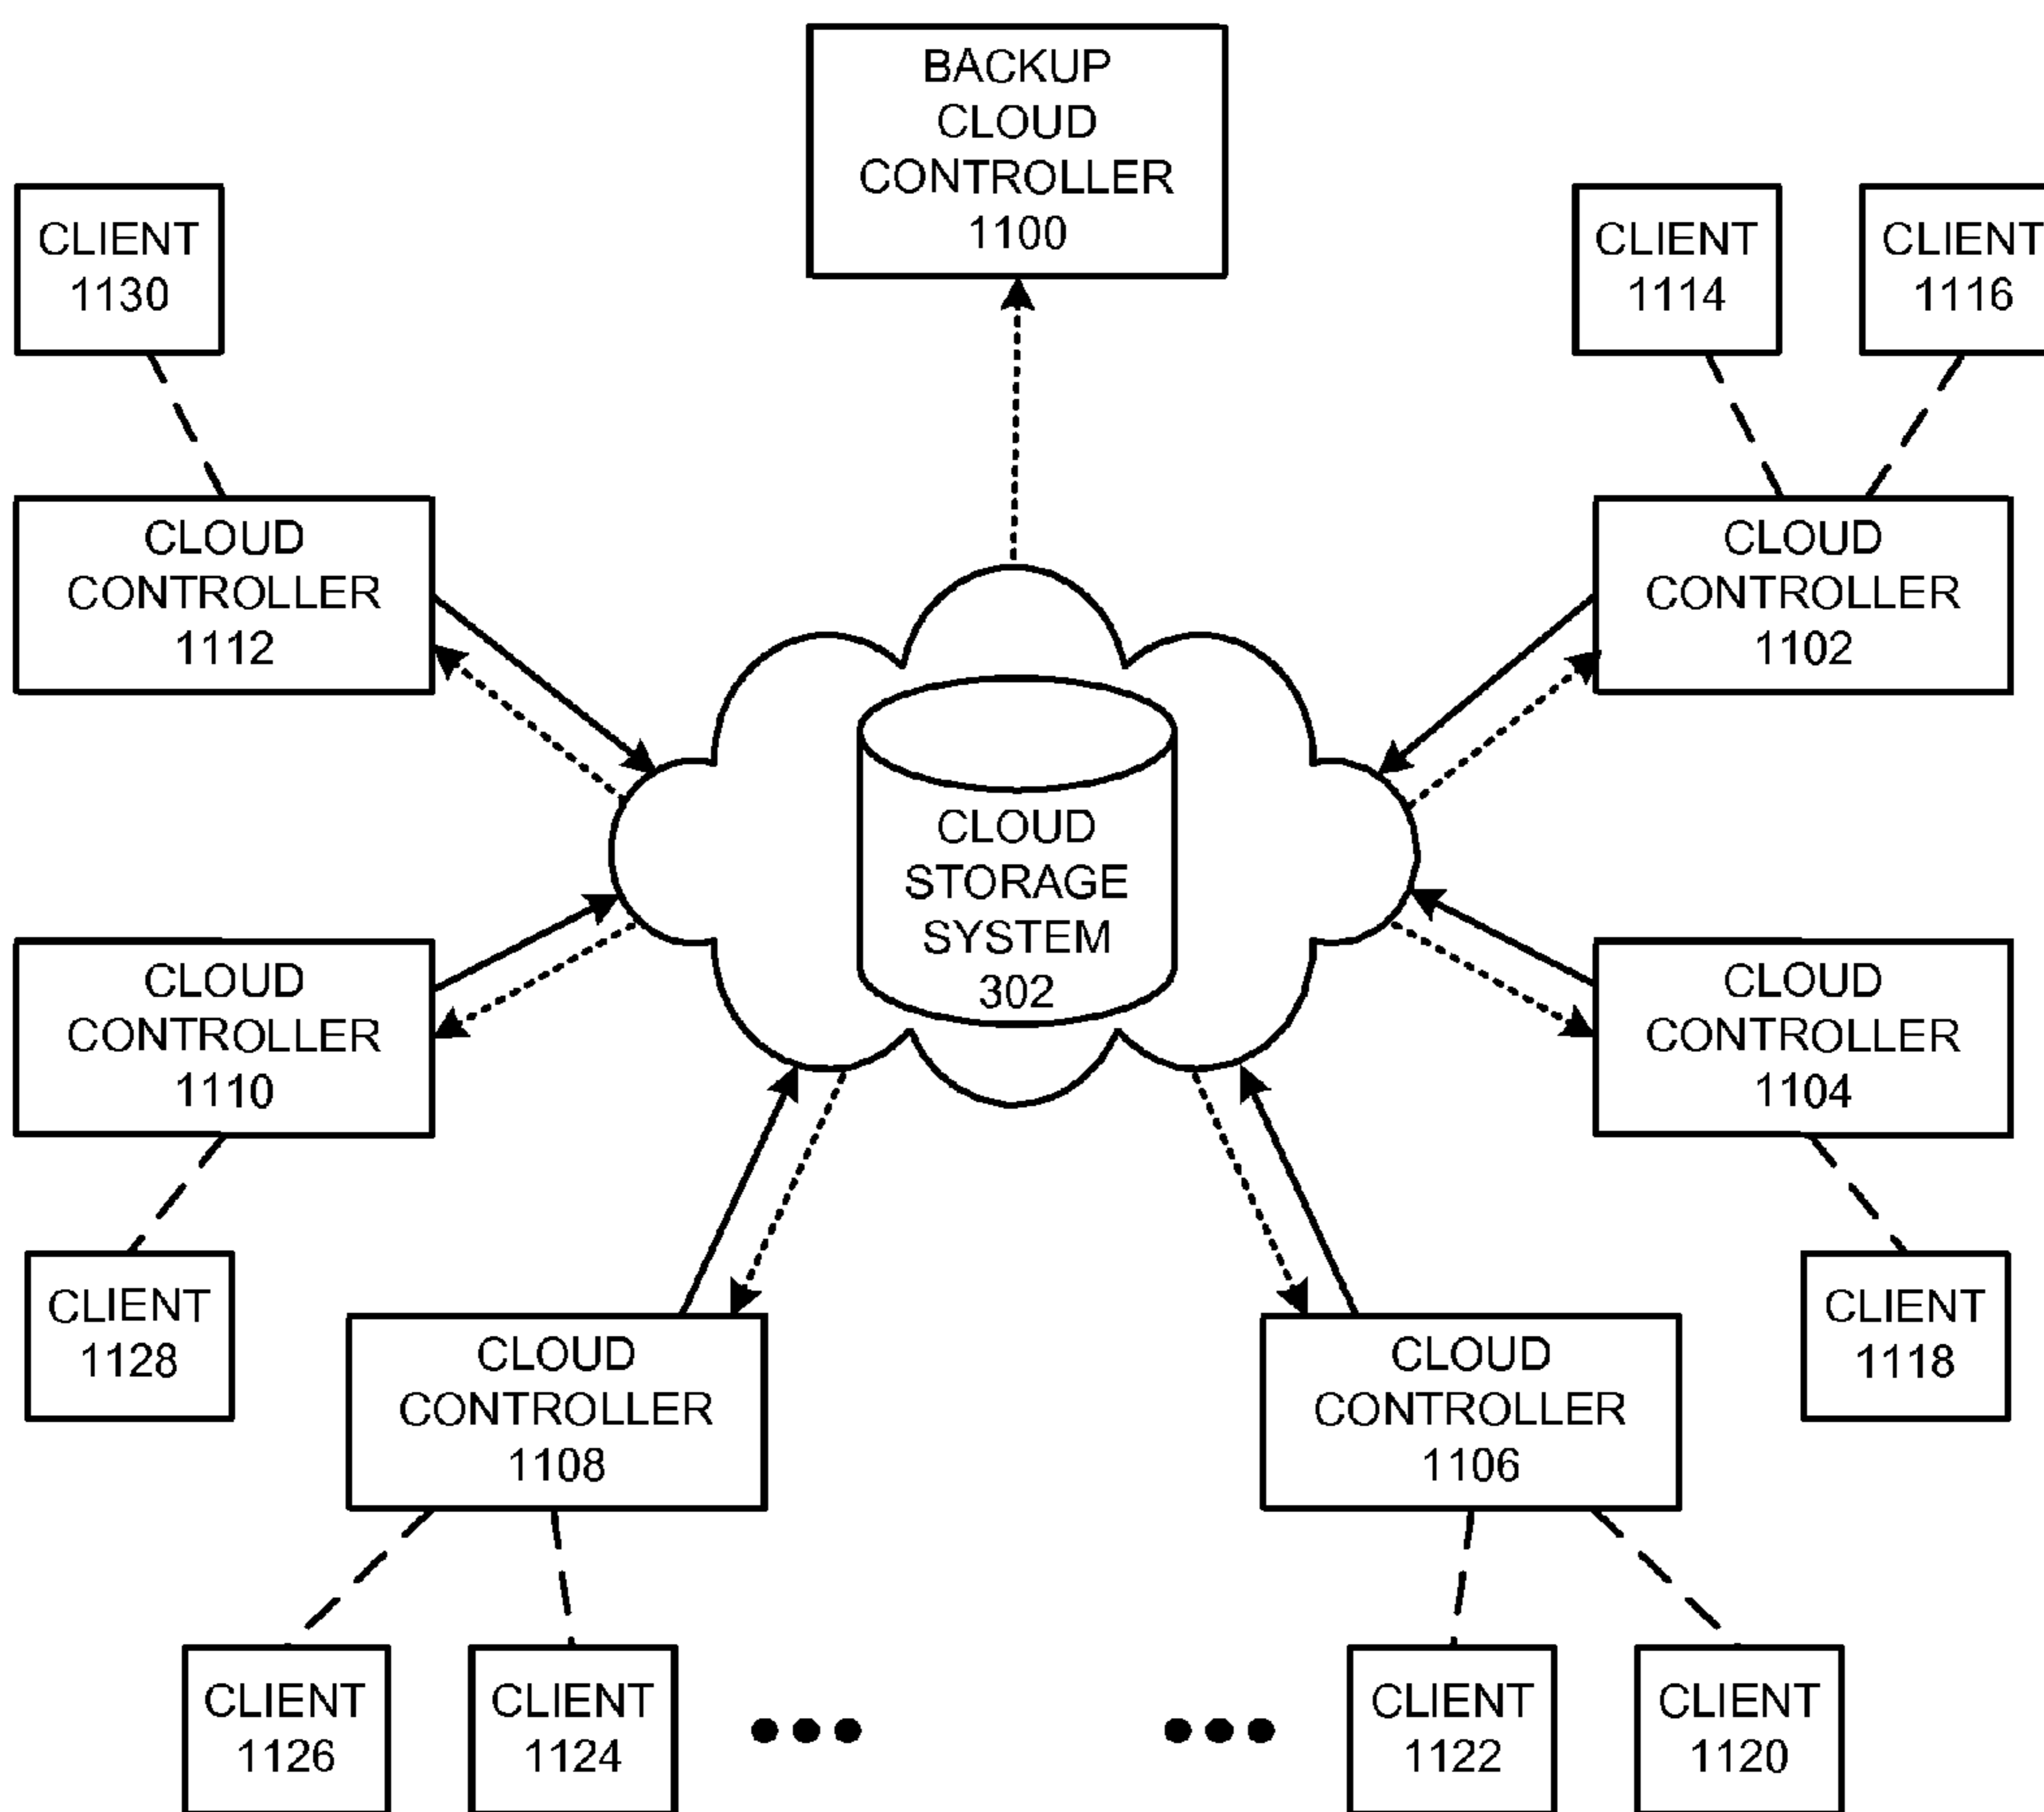 BACKUP
CLOUD
CONTROLLER
1100
CLIENT
1130
CLIENT
1114
CLIENT
1116
CLOUD
CONTROLLER
1112
CLOUD
CONTROLLER
1102
CLOUD
STORAGE
SYSTEM
302
CLOUD
CONTROLLER
1110
CLOUD
CONTROLLER
1104
CLIENT
1128
CLIENT
1118
CLOUD
CONTROLLER
1108
CLOUD
CONTROLLER
1106
CLIENT
1126
CLIENT
1124
CLIENT
1122
CLIENT
1120